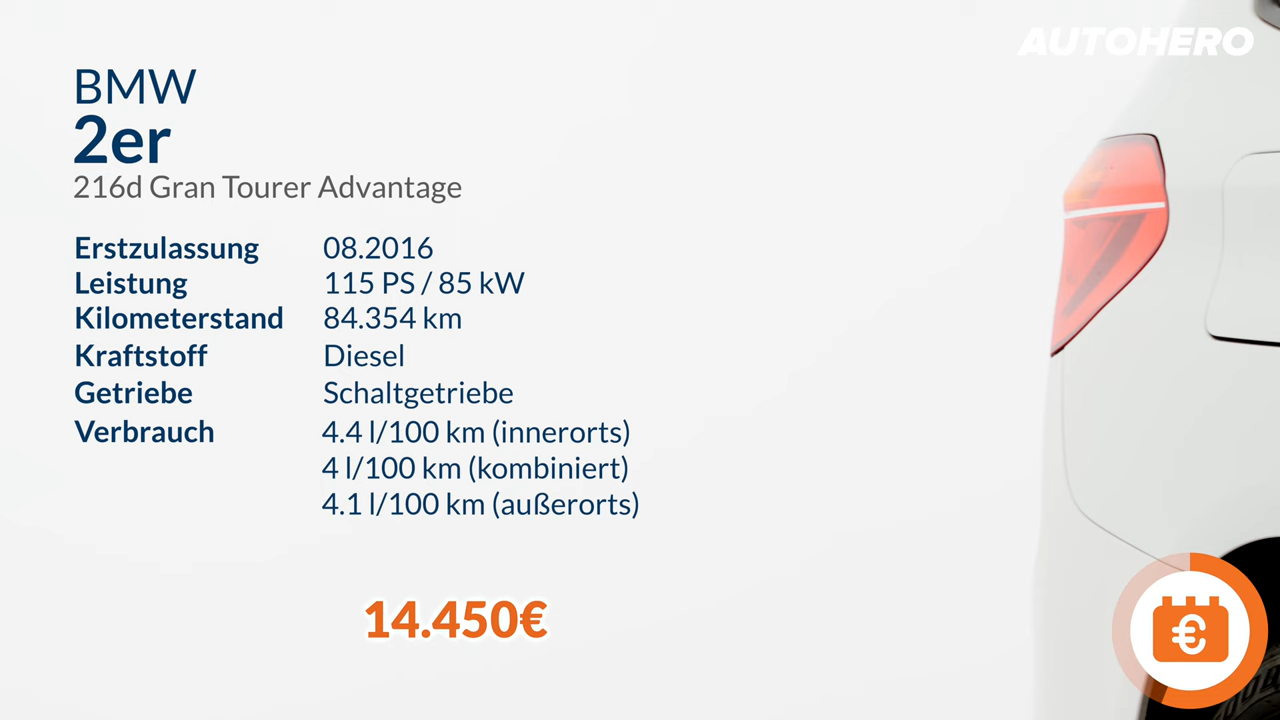 AUTOHERO
BMW
2er
216d Gran Tourer Advantage
Erstzulassung 08.2016
Leistung 115 PS / 85 kW
Kilometerstand 84.354 km
Kraftstoff Diesel
Getriebe Schaltgetriebe
Verbrauch 4.4 l/100 km (innerorts)
4 l/100 km (kombiniert)
4.1 l/100 km (außerorts)
14.450€
€